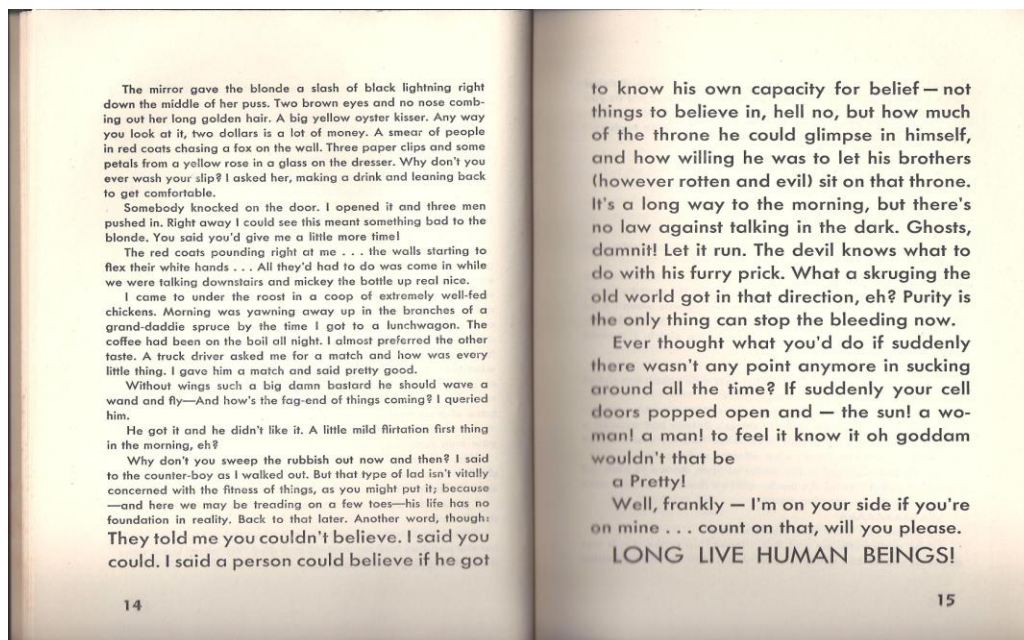 The mirror gave the blonde a slash of black lightning right
down the middle of her puss. Two brown eyes and no nose comb-
ing out her long golden hair. A big yellow oyster kisser. Any way
you look at it, two dollars is a lot of money. A smear of people
in red coats chasing a fox on the wall. Three paper clips and some
petals from a yellow rose in a glass on the dresser. Why don't you
ever wash your slip? I asked her, making a drink and leaning back
to get comfortable.
Somebody knocked on the door. I opened it and three men
pushed in. Right away I could see this meant something bad to the
blonde. You said you'd give me a little more time!
The red coats pounding right at me . . . the walls starting to
flex their white hands . . . All they'd had to do was come in while
we were talking downstairs and mickey the bottle up real nice.
I came to under the roost in a coop of extremely well-fed
chickens. Morning was yawning away up in the branches of a
grand-daddie spruce by the time I got to a lunchwagon. The
coffee had been on the boil all night. I almost preferred the other
taste. A truck driver asked me for a match and how was every
little thing. I gave him a match and said pretty good.
Without wings such a big damn bastard he should wave a
wand and fly—And how's the fag-end of things coming? I queried
him.
He got it and he didn't like it. A little mild flirtation first thing
in the morning, eh?
Why don't you sweep the rubbish out now and then? I said
to the counter-boy as I walked out. But that type of lad isn't vitally
concerned with the fitness of things, as you might put it; because
—and here we may be treading on a few toes—his life has no
foundation in reality. Back to that later. Another word, though:
They told me you couldn't believe. I said you
could. I said a person could believe if he got
14
to know his own capacity for belief — not
things to believe in, hell no, but how much
of the throne he could glimpse in himself,
and how willing he was to let his brothers
(however rotten and evil) sit on that throne.
It's a long way to the morning, but there's
no law against talking in the dark. Ghosts,
damnit! Let it run. The devil knows what to
do with his furry prick. What a skruging the
old world got in that direction, eh? Purity is
the only thing can stop the bleeding now.
Ever thought what you'd do if suddenly
there wasn't any point anymore in sucking
around all the time? If suddenly your cell
doors popped open and — the sun! a wo-
man! a man! to feel it know it oh goddam
wouldn't that be
a Pretty!
Well, frankly — I'm on your side if you're
on mine . . . count on that, will you please.
LONG LIVE HUMAN BEINGS!
15